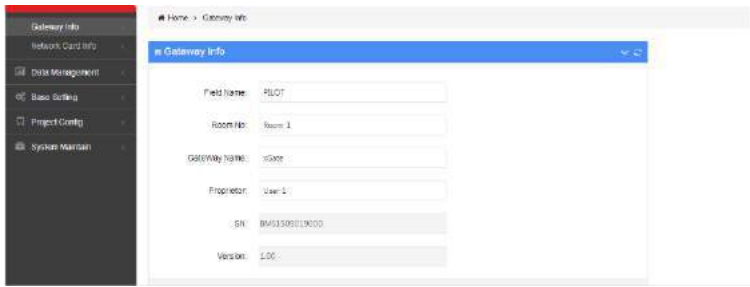 Gateway Info
Network Card Info
Data Management
Base Setting
Project Config
System Maintain
Home > Gateway Info
Gateway Info
Field Name: PILOT
Room No: Room 1
GateWay Name: xGate
Proprietor: User 1
SN:
Version: 1.00